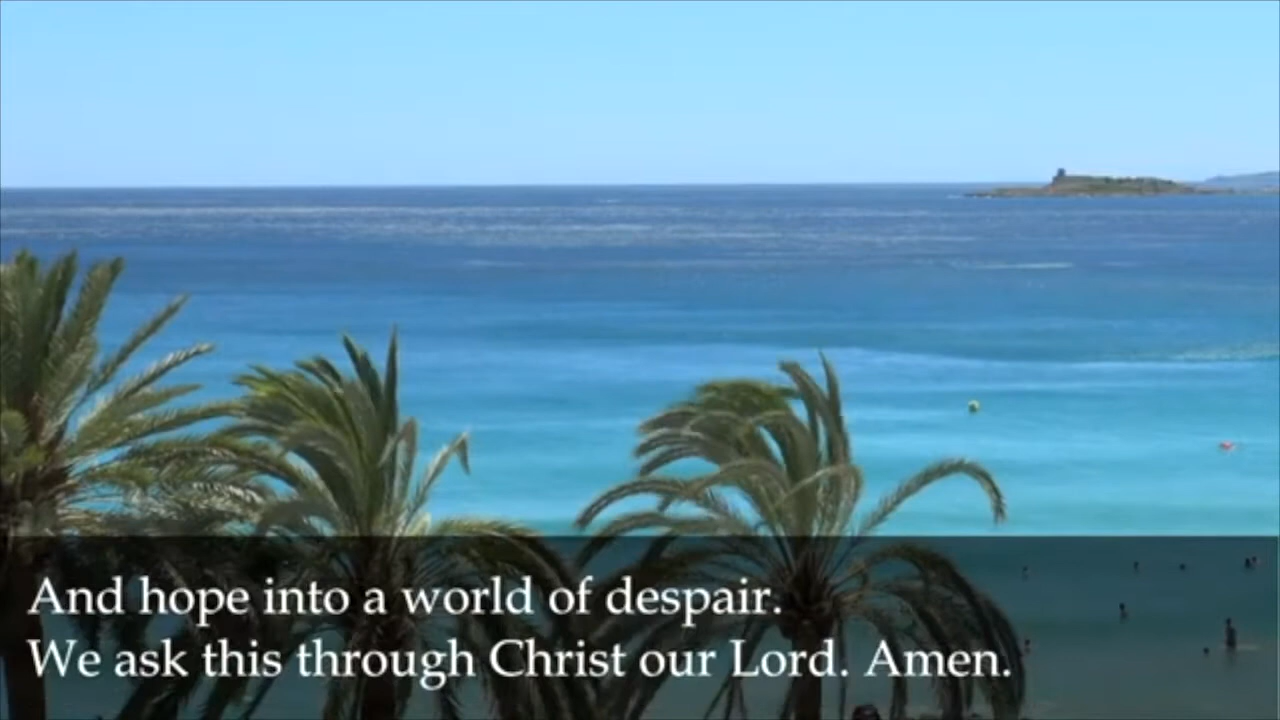 And hope into a world of despair.
We ask this through Christ our Lord. Amen.